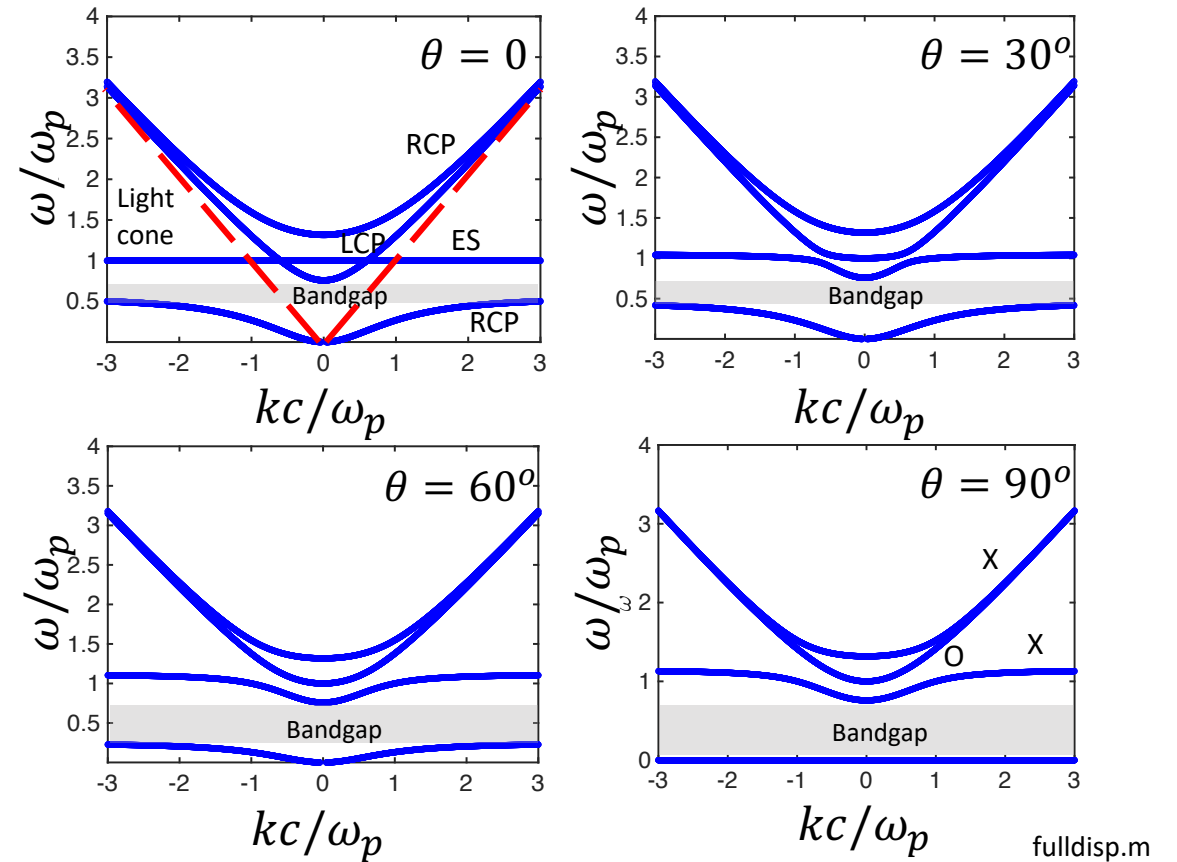 4
3.5
3
2.5
2
1.5
1
0.5
ω/ω_p
θ = 0
RCP
Light
cone
LCP
ES
Bandgap
RCP
-3 -2 -1 0 1 2 3
kc/ω_p
4
3.5
3
2.5
2
1.5
1
0.5
0
ω/ω_p
θ = 30^o
Bandgap
-3 -2 -1 0 1 2 3
kc/ω_p
4
3.5
3
2.5
2
1.5
1
0.5
ω/ω_p
θ = 60^o
Bandgap
-3 -2 -1 0 1 2 3
kc/ω_p
4
3
2
1
0
ω/ω_p
ω
θ = 90^o
X
X
O
Bandgap
-3 -2 -1 0 1 2 3
kc/ω_p
fulldisp.m